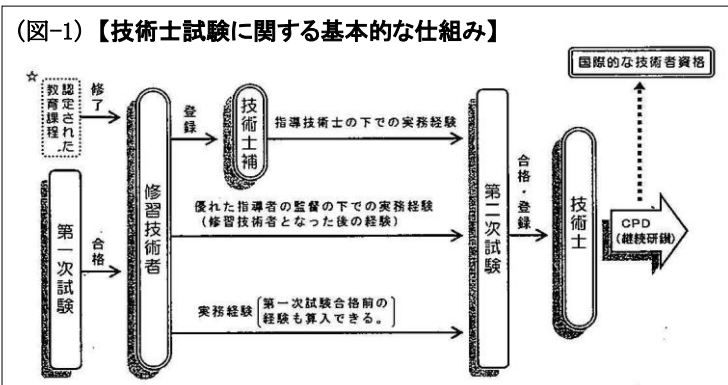 (図-1)【技術士試験に関する基本的な仕組み】
国際的な技術者資格
☆
認定された
教育課程
修了
第一次試験
合格
修習技術者
登録
技術士補
指導技術士の下での実務経験
優れた指導者の監督の下での実務経験
(修習技術者となった後の経験)
実務経験 第一次試験合格前の
経験も算入できる。
第二次試験
合格・登録
技術士
CPD
(継続研鑽)